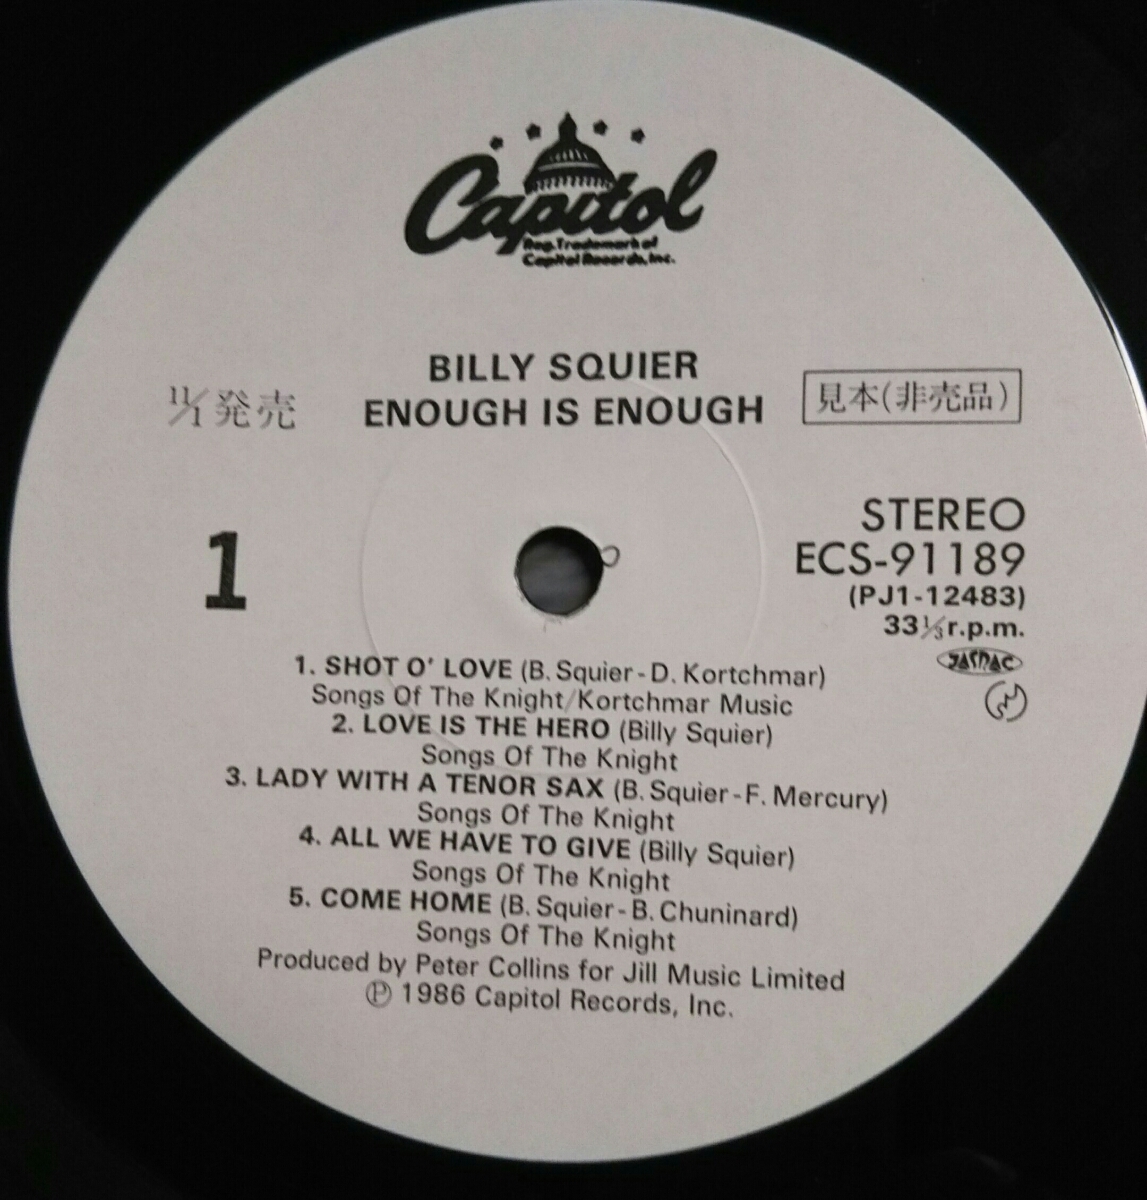 Capitol
Reg. Trademark of
Capitol Records, Inc.
BILLY SQUIER
ENOUGH IS ENOUGH
11/1発売
見本(非売品)
1
STEREO
ECS-91189
(PJ1-12483)
33⅓r.p.m.
JASRAC
1. SHOT O' LOVE (B. Squier-D. Kortchmar)
Songs Of The Knight/Kortchmar Music
2. LOVE IS THE HERO (Billy Squier)
Songs Of The Knight
3. LADY WITH A TENOR SAX (B. Squier-F. Mercury)
Songs Of The Knight
4. ALL WE HAVE TO GIVE (Billy Squier)
Songs Of The Knight
5. COME HOME (B. Squier-B. Chuninard)
Songs Of The Knight
Produced by Peter Collins for Jill Music Limited
℗ 1986 Capitol Records, Inc.